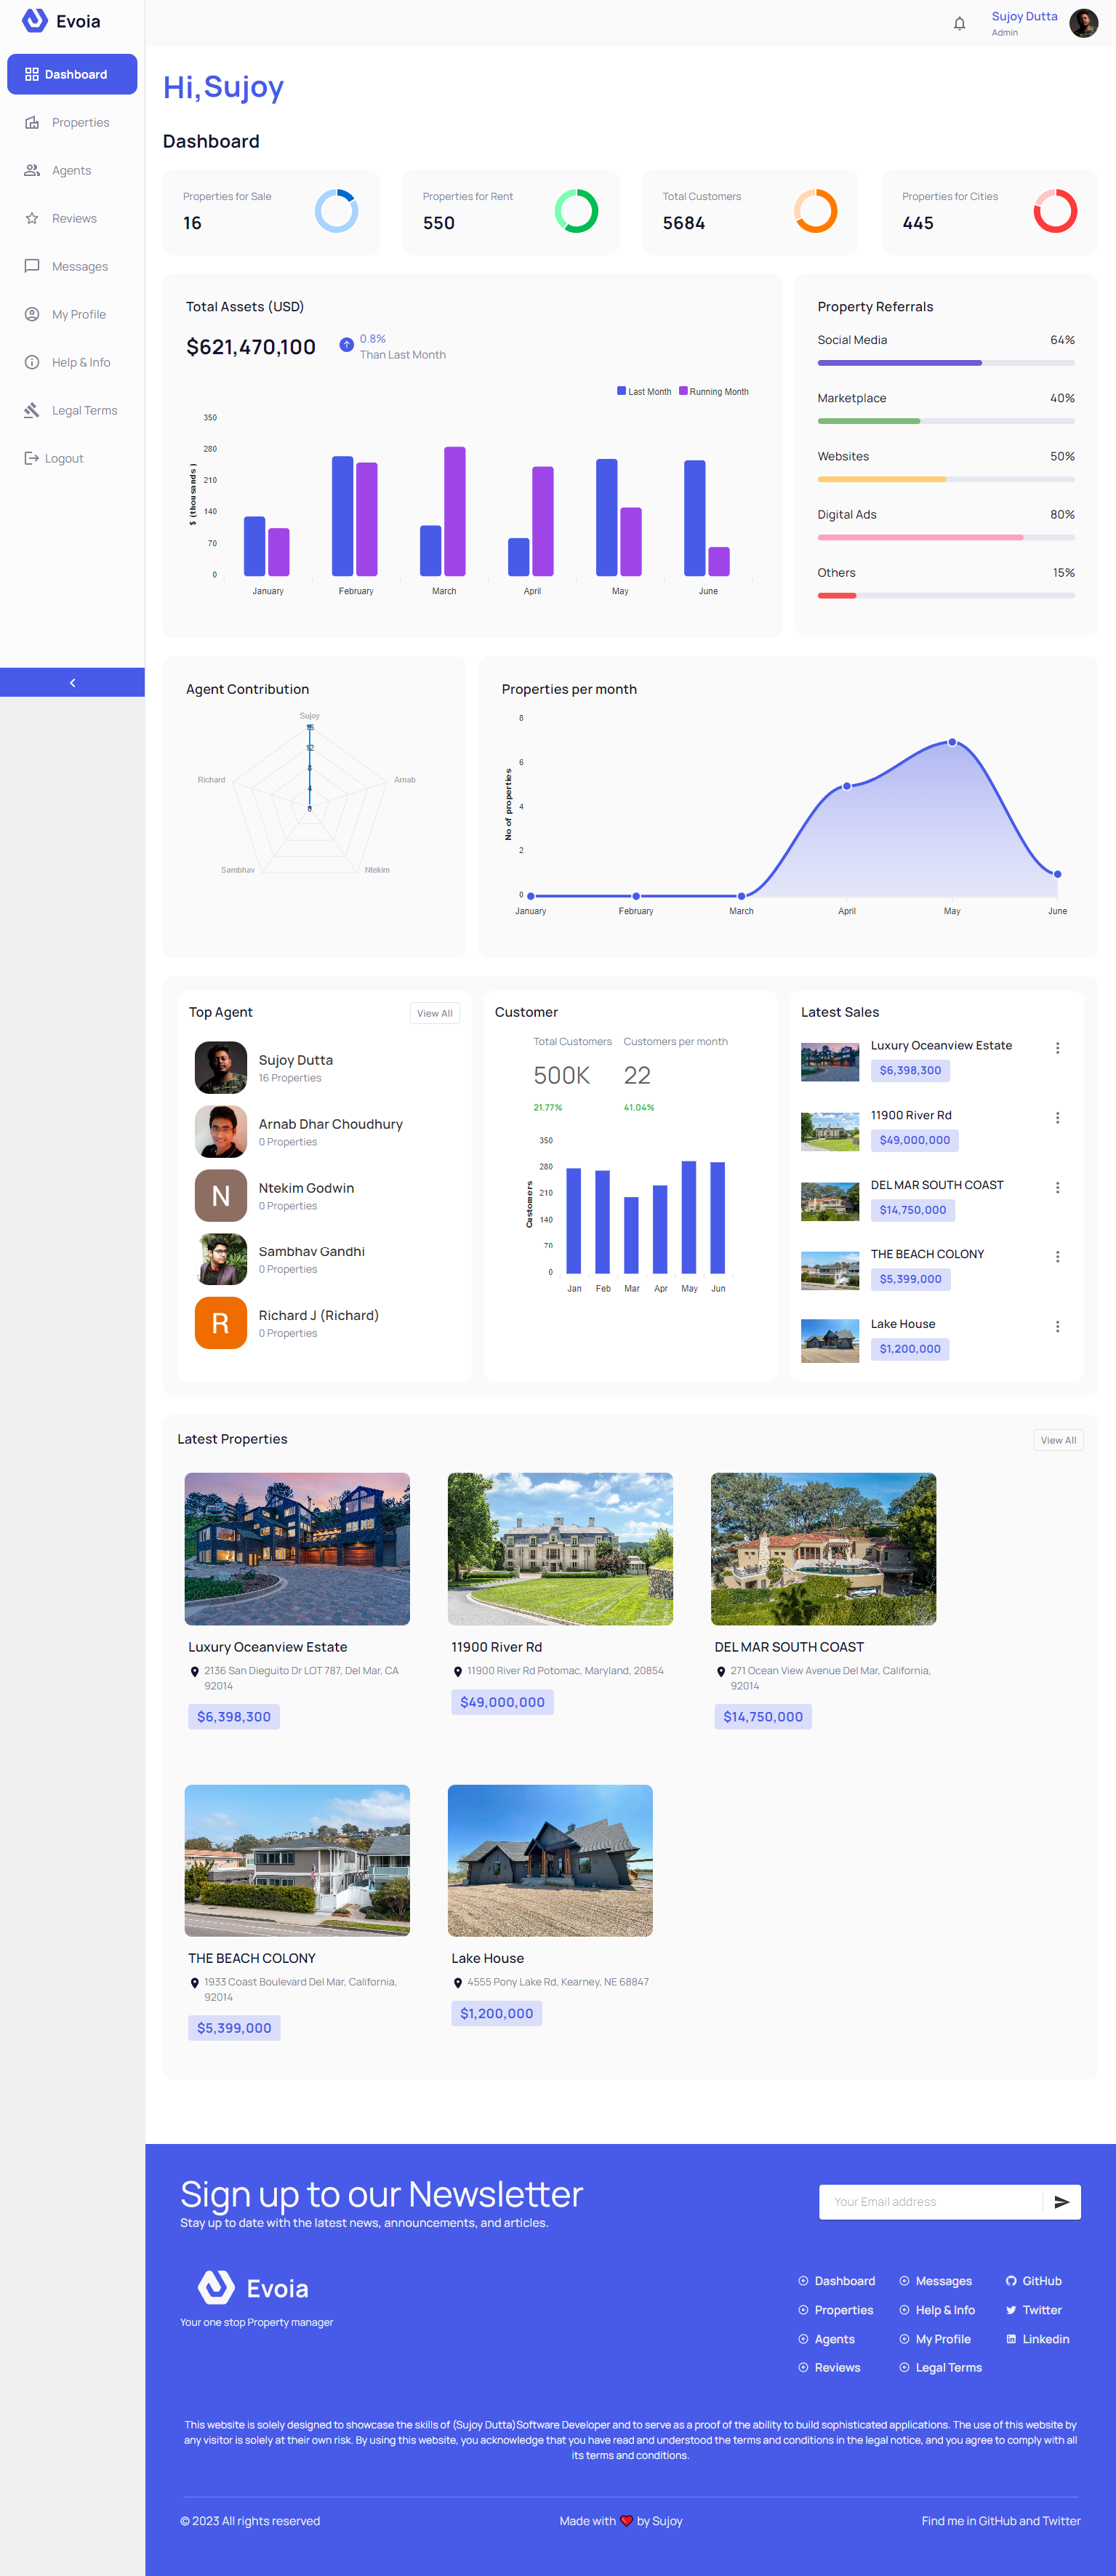 Evoia
Sujoy Dutta
Admin
Dashboard
Properties
Agents
Reviews
Messages
My Profile
Help & Info
Legal Terms
Logout
Hi,Sujoy
Dashboard
Properties for Sale
16
Properties for Rent
550
Total Customers
5684
Properties for Cities
445
Total Assets (USD)
$621,470,100
0.8%
Than Last Month
Last Month Running Month
350
280
210
140
70
0
$ (thousands)
January February March April May June
Property Referrals
Social Media 64%
Marketplace 40%
Websites 50%
Digital Ads 80%
Others 15%
Agent Contribution
Sujoy
16
12
8
4
0
Richard
Arnab
Sambhav
Ntekim
Properties per month
8
6
4
2
0
No of properties
January February March April May June
Top Agent
View All
Sujoy Dutta
16 Properties
Arnab Dhar Choudhury
0 Properties
N
Ntekim Godwin
0 Properties
Sambhav Gandhi
0 Properties
R
Richard J (Richard)
0 Properties
Customer
Total Customers
500K
21.77%
Customers per month
22
41.04%
350
280
210
140
70
0
Customers
Jan Feb Mar Apr May Jun
Latest Sales
Luxury Oceanview Estate
$6,398,300
11900 River Rd
$49,000,000
DEL MAR SOUTH COAST
$14,750,000
THE BEACH COLONY
$5,399,000
Lake House
$1,200,000
Latest Properties
View All
Luxury Oceanview Estate
2136 San Dieguito Dr LOT 787, Del Mar, CA
92014
$6,398,300
11900 River Rd
11900 River Rd Potomac, Maryland, 20854
$49,000,000
DEL MAR SOUTH COAST
271 Ocean View Avenue Del Mar, California,
92014
$14,750,000
THE BEACH COLONY
1933 Coast Boulevard Del Mar, California,
92014
$5,399,000
Lake House
4555 Pony Lake Rd, Kearney, NE 68847
$1,200,000
Sign up to our Newsletter
Stay up to date with the latest news, announcements, and articles.
Your Email address
Evoia
Your one stop Property manager
Dashboard
Properties
Agents
Reviews
Messages
Help & Info
My Profile
Legal Terms
GitHub
Twitter
Linkedin
This website is solely designed to showcase the skills of (Sujoy Dutta)Software Developer and to serve as a proof of the ability to build sophisticated applications. The use of this website by
any visitor is solely at their own risk. By using this website, you acknowledge that you have read and understood the terms and conditions in the legal notice, and you agree to comply with all
its terms and conditions.
© 2023 All rights reserved
Made with ❤ by Sujoy
Find me in GitHub and Twitter